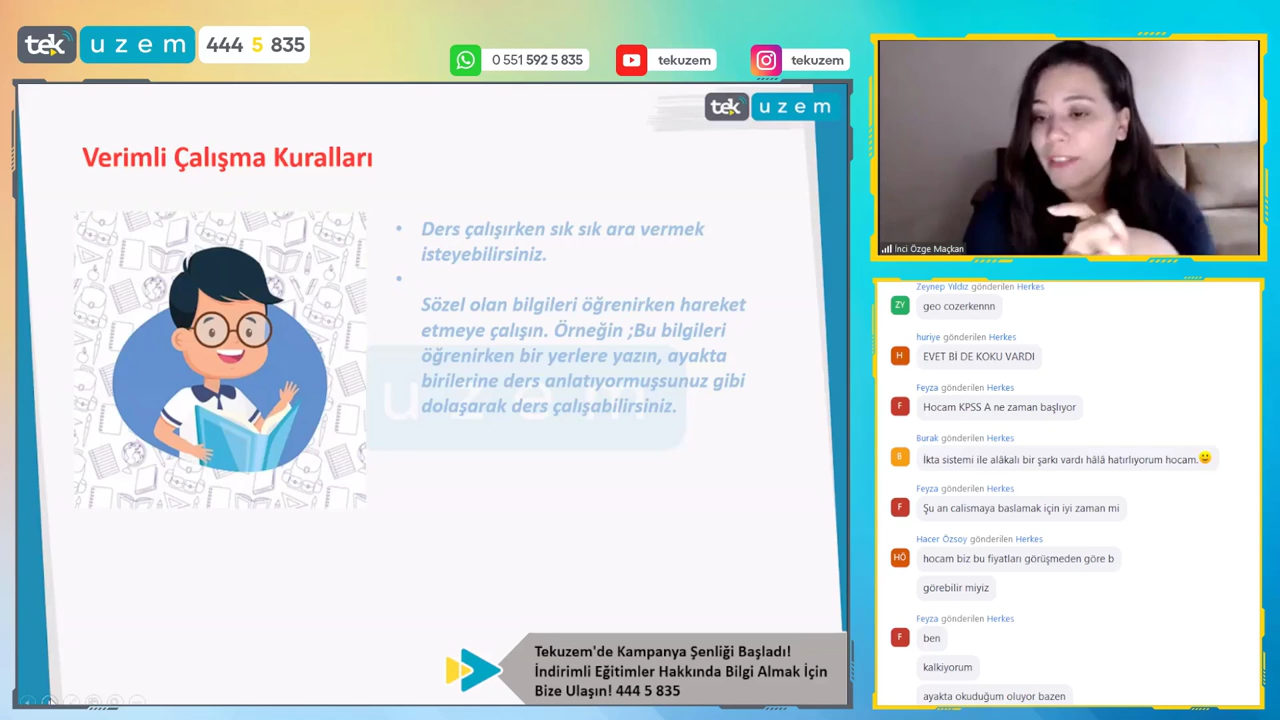 tek uzem 444 5 835
0 551 592 5 835
tekuzem
tekuzem
tek uzem
Verimli Çalışma Kuralları
• Ders çalışırken sık sık ara vermek
isteyebilirsiniz.
•
Sözel olan bilgileri öğrenirken hareket
etmeye çalışın. Örneğin ;Bu bilgileri
öğrenirken bir yerlere yazın, ayakta
birilerine ders anlatıyormuşsunuz gibi
dolaşarak ders çalışabilirsiniz.
Tekuzem'de Kampanya Şenliği Başladı!
İndirimli Eğitimler Hakkında Bilgi Almak İçin
Bize Ulaşın! 444 5 835
İnci Özge Maçkan
Zeynep Yıldız gönderilen Herkes
ZY geo cozerkennn
huriye gönderilen Herkes
H EVET Bİ DE KOKU VARDI
Feyza gönderilen Herkes
F Hocam KPSS A ne zaman başlıyor
Burak gönderilen Herkes
B İkta sistemi ile alâkalı bir şarkı vardı hâlâ hatırlıyorum hocam.🙂
Feyza gönderilen Herkes
F Şu an calismaya baslamak için iyi zaman mi
Hacer Özsoy gönderilen Herkes
HÖ hocam biz bu fiyatları görüşmeden göre b
görebilir miyiz
Feyza gönderilen Herkes
F ben
kalkiyorum
ayakta okuduğum oluyor bazen